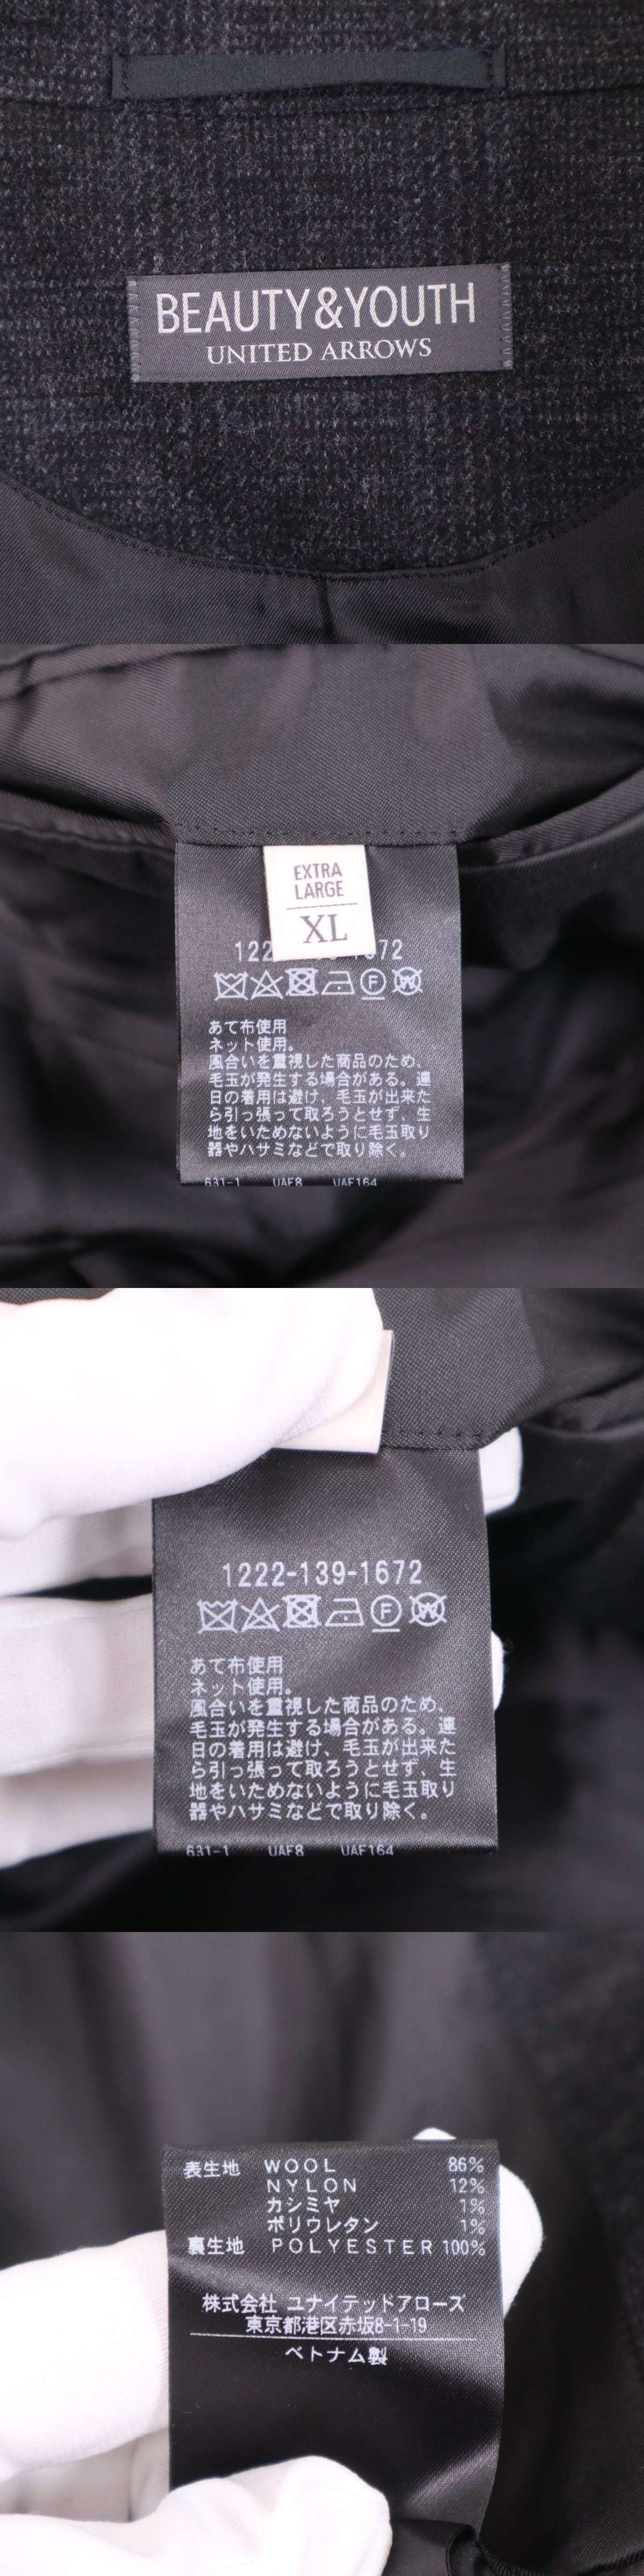 BEAUTY&YOUTH
UNITED ARROWS
EXTRA
LARGE
XL
あて布使用
ネット使用。
風合いを重視した商品のため、
毛玉が発生する場合がある。連
日の着用は避け、毛玉が出来た
ら引っ張って取ろうとせず、生
地をいためないように毛玉取り
器やハサミなどで取り除く。
631-1 UAF8 UAF164
1222-139-1672
F
W
あて布使用
ネット使用。
風合いを重視した商品のため、
毛玉が発生する場合がある。連
日の着用は避け、毛玉が出来た
ら引っ張って取ろうとせず、生
地をいためないように毛玉取り
器やハサミなどで取り除く。
631-1 UAF8 UAF164
表生地 WOOL 86%
NYLON 12%
カシミヤ 1%
ポリウレタン 1%
裏生地 POLYESTER 100%
株式会社 ユナイテッドアローズ
東京都港区赤坂8-1-19
ベトナム製